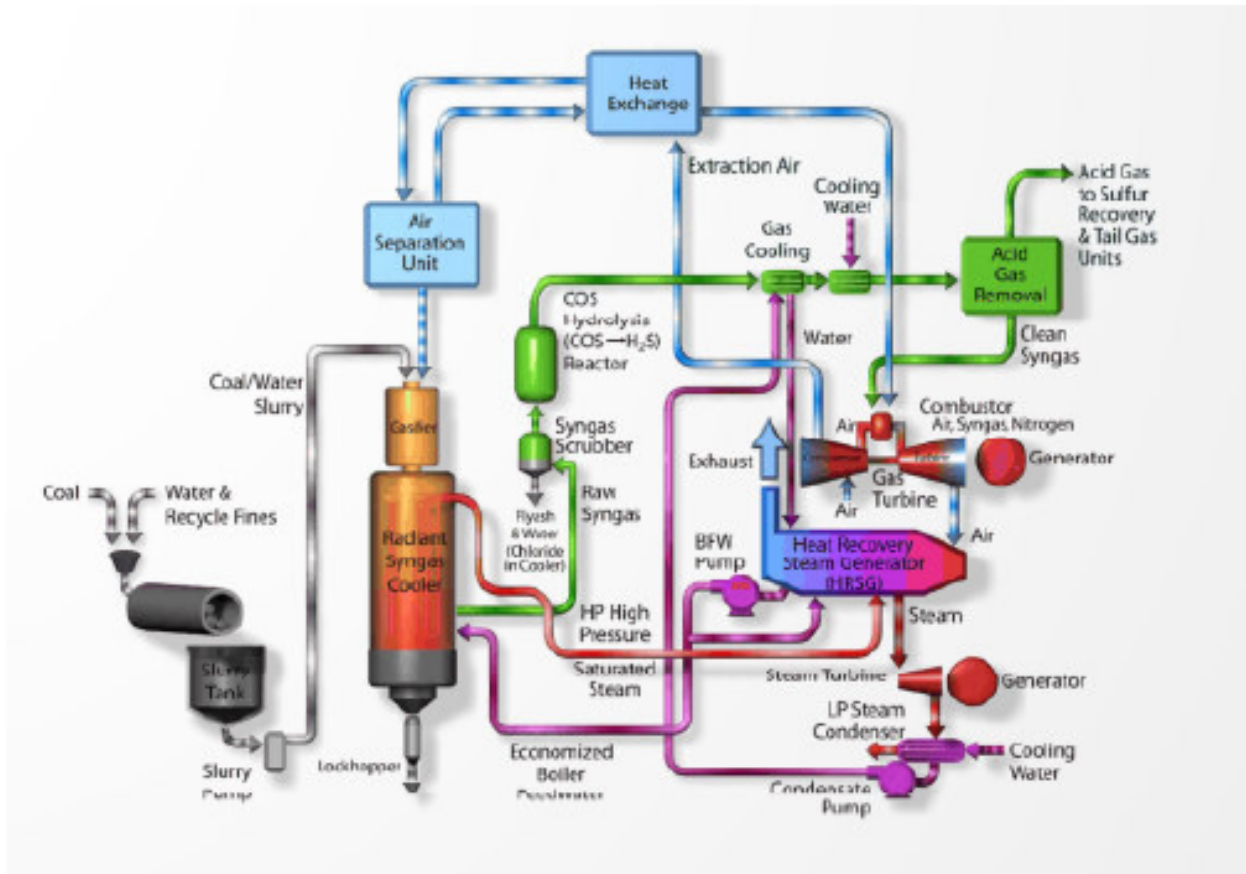 Heat
Exchange
Extraction Air
Cooling
Water
Acid Gas
to Sulfur
Recovery
& Tail Gas
Units
Air
Separation
Unit
Gas
Cooling
Acid
Gas
Removal
COS
Hydrolysis
(COS→H₂S)
Reactor
Water
Clean
Syngas
Coal/Water
Slurry
Gasifier
Syngas
Scrubber
Air
Combustor
Air, Syngas, Nitrogen
Compressor
Turbine
Generator
Exhaust
Gas
Turbine
Air
Coal
Water &
Recycle Fines
Raw
Syngas
Flyash
& Water
(Chloride
in Cooler)
Radiant
Syngas
Cooler
BFW
Pump
Heat Recovery
Steam Generator
(HRSG)
Air
HP High
Pressure
Saturated
Steam
Steam
Slurry
Tank
Steam Turbine
Generator
LP Steam
Condenser
Cooling
Water
Lockhopper
Economized
Boiler
Feedwater
Slurry
Pump
Condensate
Pump